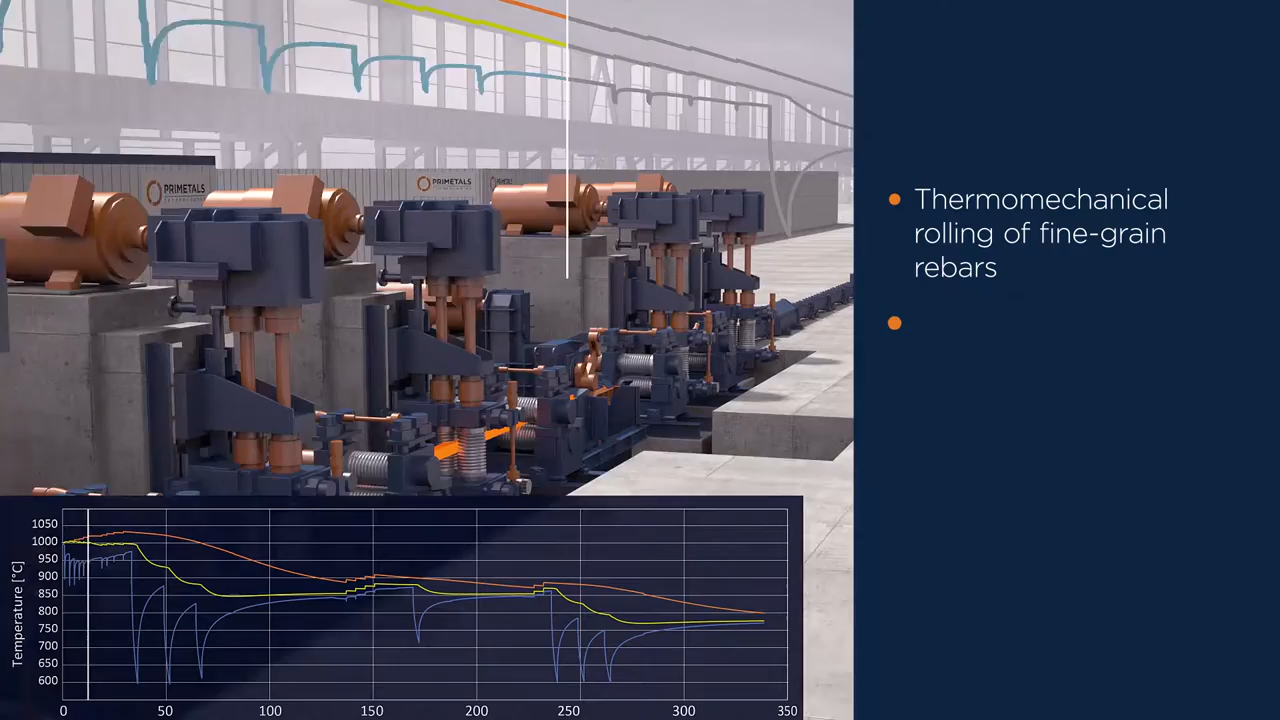 PRIMETALS
PRIMETALS
Thermomechanical
rolling of fine-grain
rebars
Temperature [°C]
1050
1000
950
900
850
800
750
700
650
600
0 50 100 150 200 250 300 350